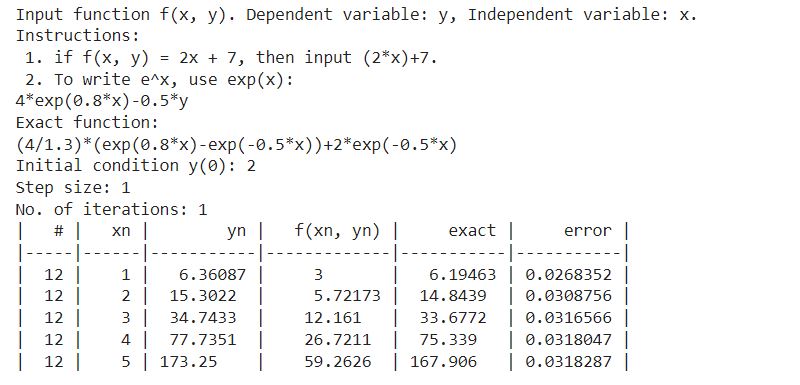 Input function f(x, y). Dependent variable: y, Independent variable: x.
Instructions:
 1. if f(x, y) = 2x + 7, then input (2*x)+7.
 2. To write e^x, use exp(x):
4*exp(0.8*x)-0.5*y
Exact function:
(4/1.3)*(exp(0.8*x)-exp(-0.5*x))+2*exp(-0.5*x)
Initial condition y(0): 2
Step size: 1
No. of iterations: 1
|   # |   xn |        yn |   f(xn, yn) |     exact |     error |
|-----|------|-----------|-------------|-----------|-----------|
|  12 |    1 |   6.36087 |     3       |   6.19463 | 0.0268352 |
|  12 |    2 |  15.3022  |     5.72173 |  14.8439  | 0.0308756 |
|  12 |    3 |  34.7433  |    12.161   |  33.6772  | 0.0316566 |
|  12 |    4 |  77.7351  |    26.7211  |  75.339   | 0.0318047 |
|  12 |    5 | 173.25    |    59.2626  | 167.906   | 0.0318287 |